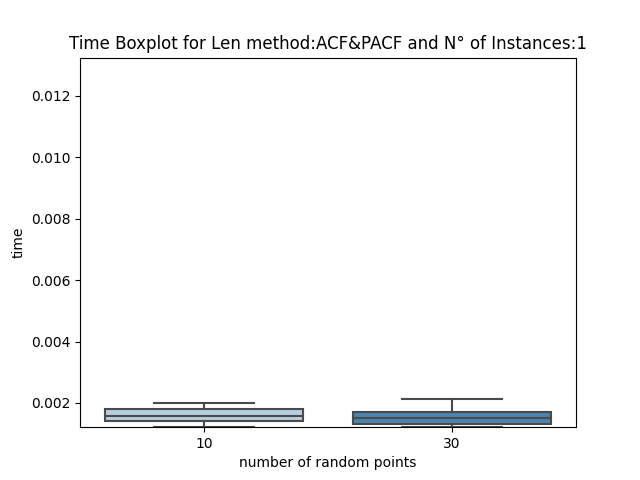 Time Boxplot for Len method:ACF&PACF and N° of Instances:1
0.012
0.010
0.008
0.006
0.004
0.002
time
10
30
number of random points